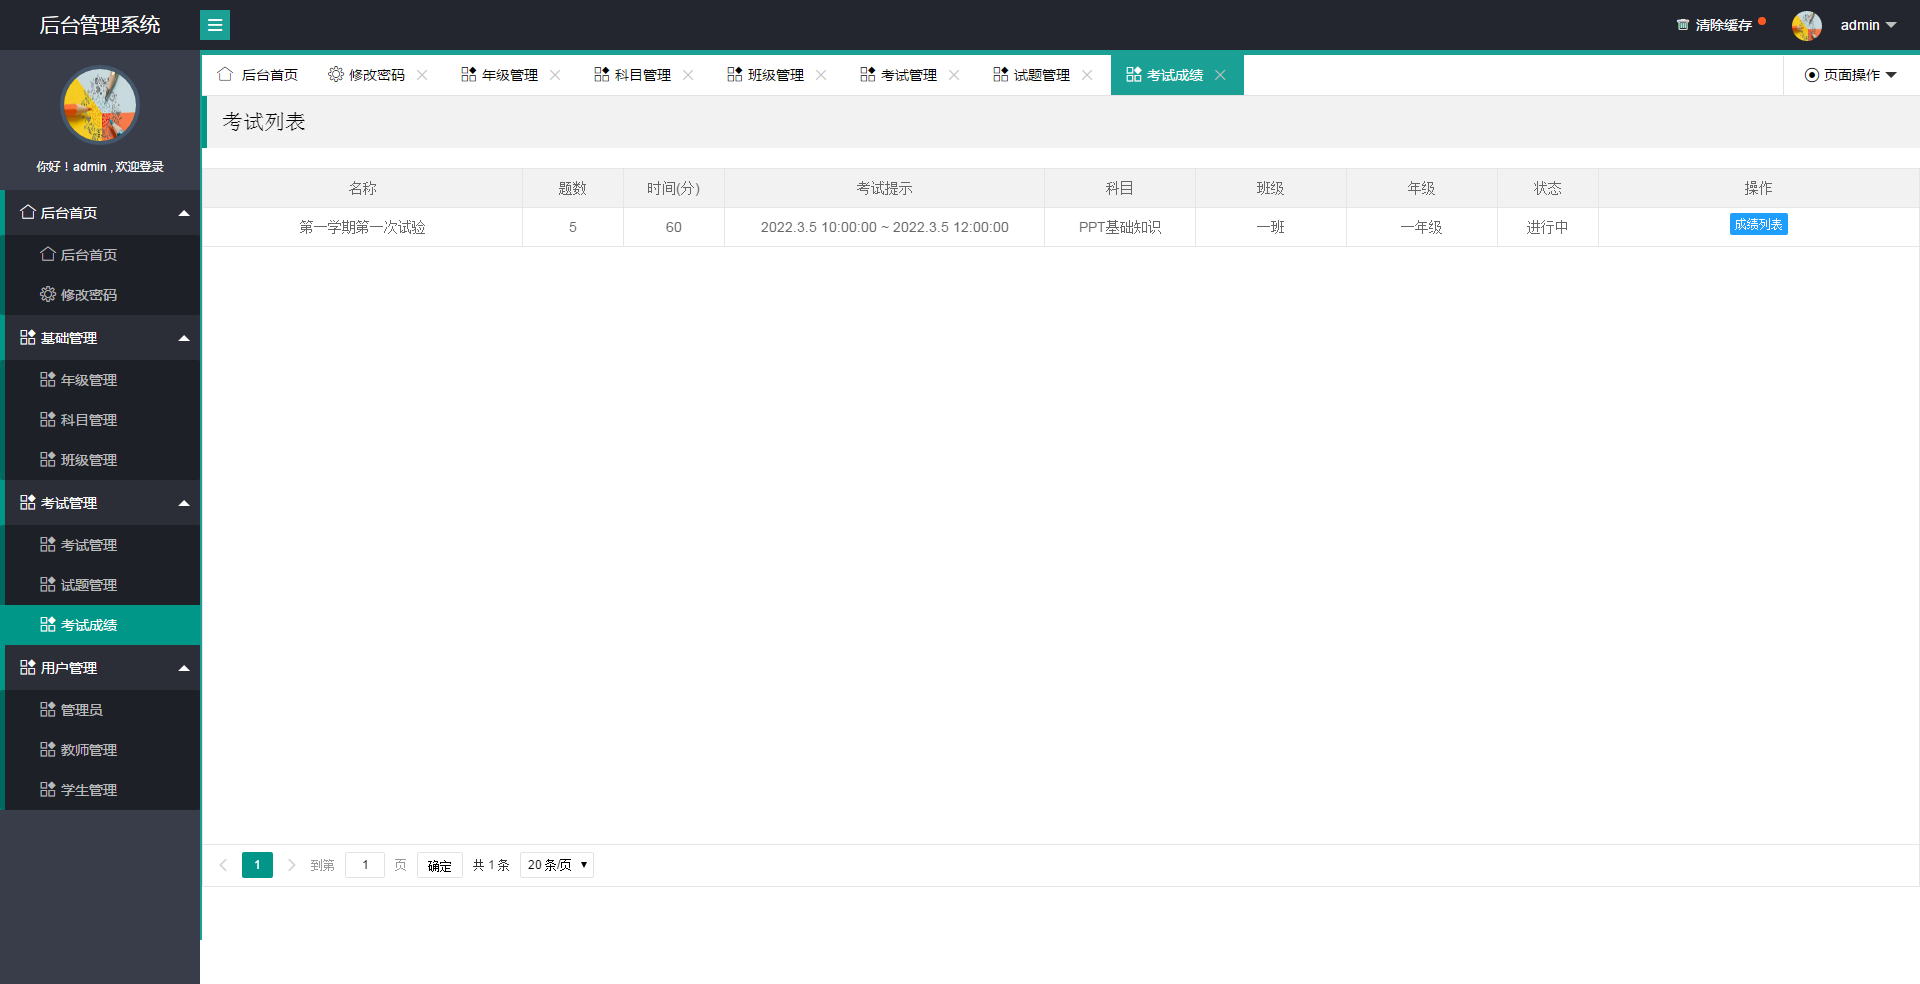 后台管理系统
清除缓存
admin
你好！admin , 欢迎登录
后台首页
后台首页
修改密码
基础管理
年级管理
科目管理
班级管理
考试管理
考试管理
试题管理
考试成绩
用户管理
管理员
教师管理
学生管理
后台首页 修改密码 年级管理 科目管理 班级管理 考试管理 试题管理 考试成绩 页面操作
考试列表
名称 题数 时间(分) 考试提示 科目 班级 年级 状态 操作
第一学期第一次试验 5 60 2022.3.5 10:00:00 ~ 2022.3.5 12:00:00 PPT基础知识 一班 一年级 进行中 成绩列表
1 到第 1 页 确定 共 1 条 20 条/页